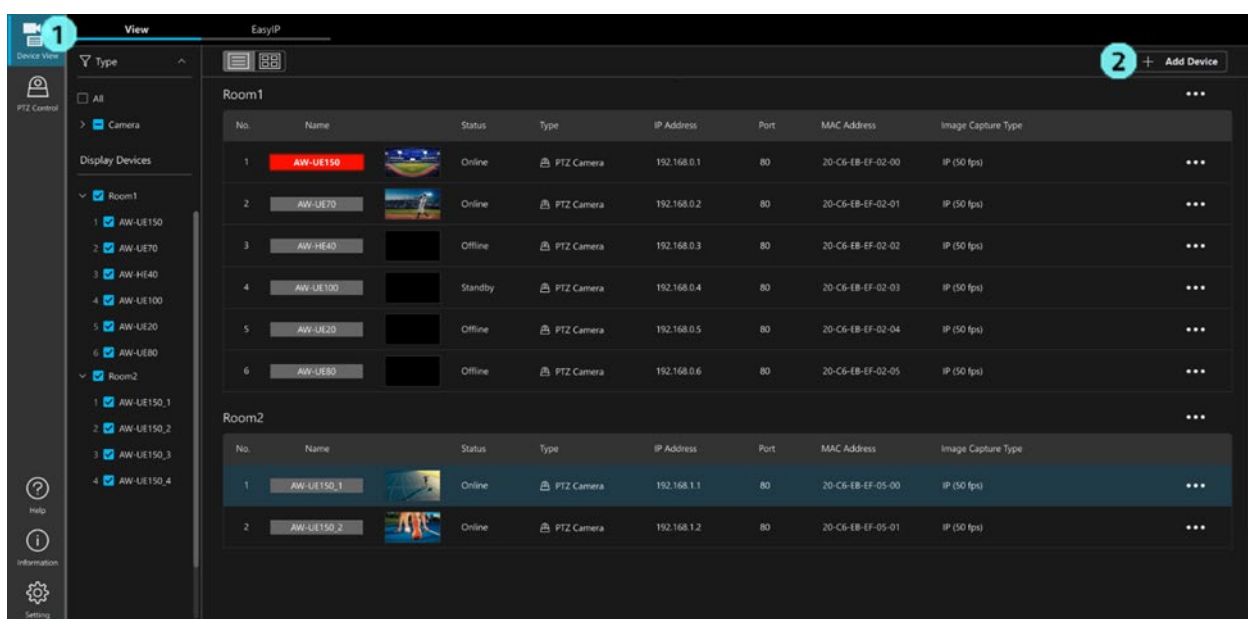 1 View EasyIP
Device View
Type
2 + Add Device
PTZ Control
All
Camera
Display Devices
Room1
1 AW-UE150
2 AW-UE70
3 AW-HE40
4 AW-UE100
5 AW-UE20
6 AW-UE80
Room2
1 AW-UE150_1
2 AW-UE150_2
3 AW-UE150_3
4 AW-UE150_4
Help
Information
Setting
Room1
No. Name Status Type IP Address Port MAC Address Image Capture Type
1 AW-UE150 Online PTZ Camera 192.168.0.1 80 20-C6-EB-EF-02-00 IP (50 fps)
2 AW-UE70 Online PTZ Camera 192.168.0.2 80 20-C6-EB-EF-02-01 IP (50 fps)
3 AW-HE40 Offline PTZ Camera 192.168.0.3 80 20-C6-EB-EF-02-02 IP (50 fps)
4 AW-UE100 Standby PTZ Camera 192.168.0.4 80 20-C6-EB-EF-02-03 IP (50 fps)
5 AW-UE20 Offline PTZ Camera 192.168.0.5 80 20-C6-EB-EF-02-04 IP (50 fps)
6 AW-UE80 Offline PTZ Camera 192.168.0.6 80 20-C6-EB-EF-02-05 IP (50 fps)
Room2
No. Name Status Type IP Address Port MAC Address Image Capture Type
1 AW-UE150_1 Online PTZ Camera 192.168.1.1 80 20-C6-EB-EF-05-00 IP (50 fps)
2 AW-UE150_2 Online PTZ Camera 192.168.1.2 80 20-C6-EB-EF-05-01 IP (50 fps)